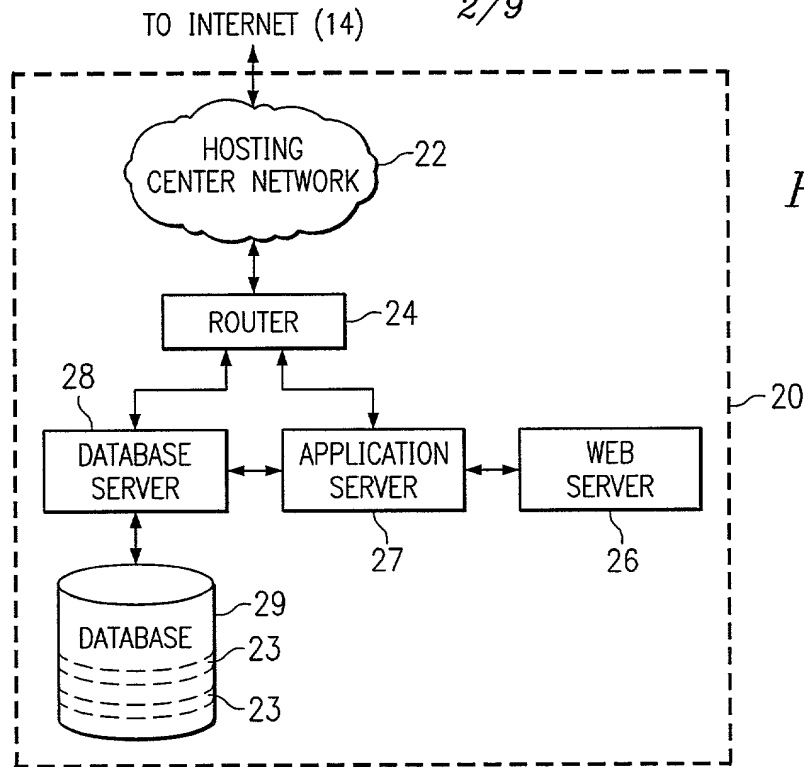 2/9
TO INTERNET (14)
HOSTING
CENTER NETWORK
22
ROUTER
24
28
20
DATABASE
SERVER
APPLICATION
SERVER
WEB
SERVER
27
26
29
DATABASE
23
23